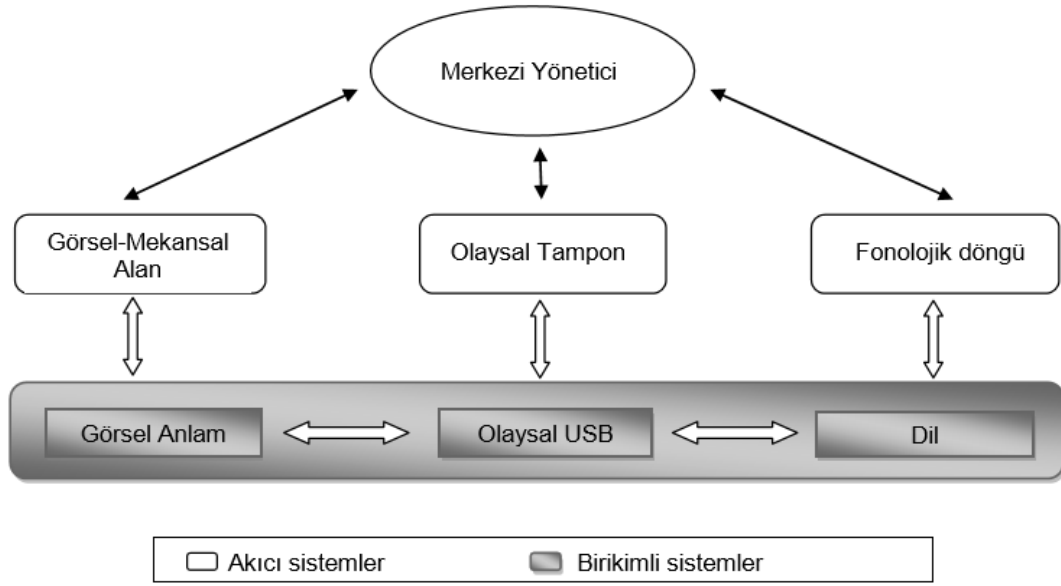 Merkezi Yönetici
Görsel-Mekansal
Alan
Olaysal Tampon
Fonolojik döngü
Görsel Anlam
Olaysal USB
Dil
Akıcı sistemler
Birikimli sistemler